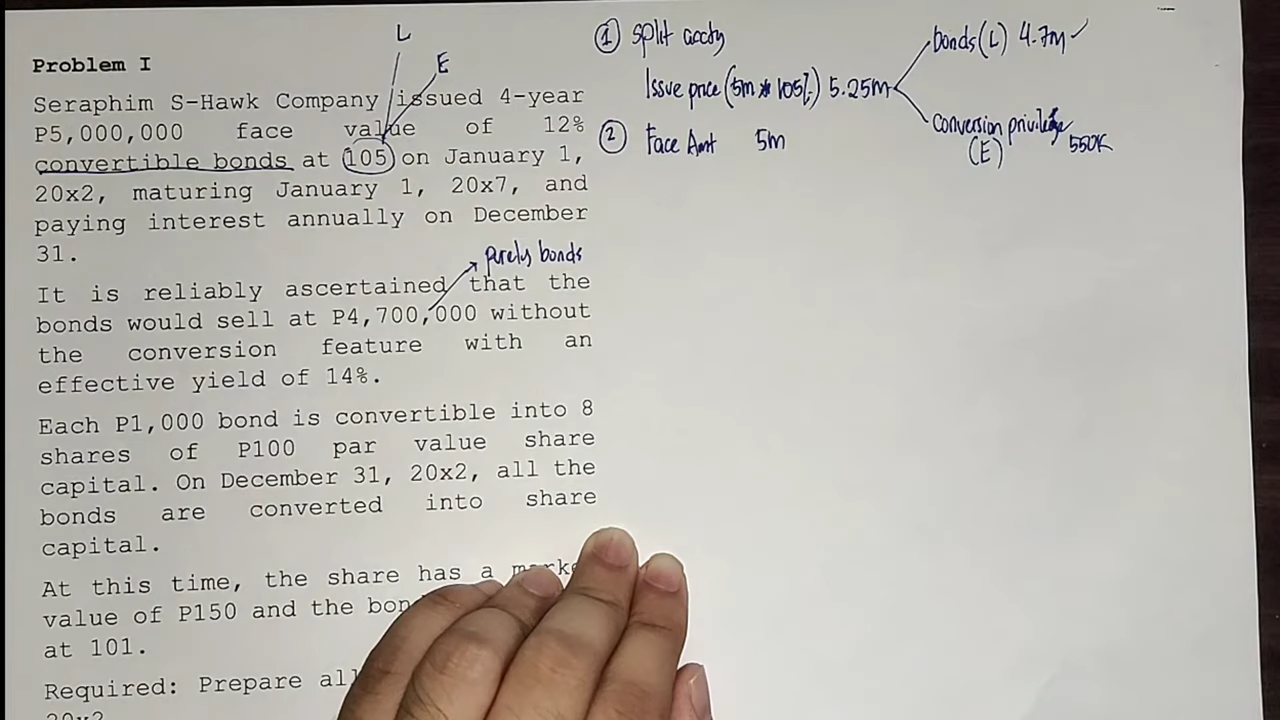 Problem I
Seraphim S-Hawk Company issued 4-year
P5,000,000 face value of 12%
convertible bonds at 105 on January 1,
20x2, maturing January 1, 20x7, and
paying interest annually on December
31.
It is reliably ascertained that the
bonds would sell at P4,700,000 without
the conversion feature with an
effective yield of 14%.
Each P1,000 bond is convertible into 8
shares of P100 par value share
capital. On December 31, 20x2, all the
bonds are converted into share
capital.
At this time, the share has a
value of P150 and the
at 101.
Required: Prepare
20x2
L
E
purely bonds
① Split acctg
Issue price (5m * 105%) 5.25m
bonds (L) 4.7m ✓
conversion privilege
(E) 550K
② Face Amt 5m